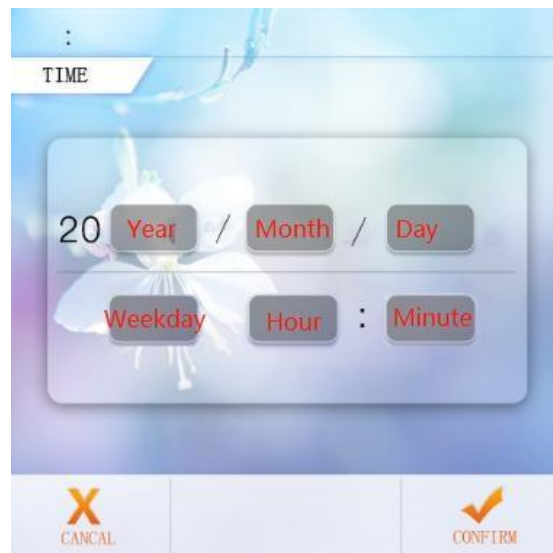 :
TIME
20 Year / Month / Day
Weekday Hour : Minute
CANCAL
CONFIRM